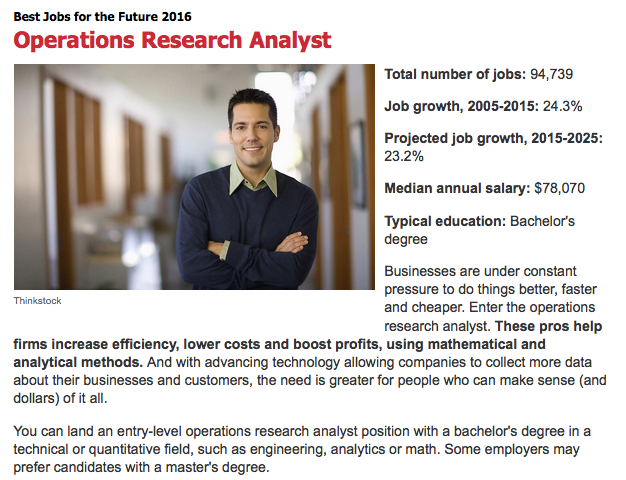 Best Jobs for the Future 2016
Operations Research Analyst
Total number of jobs: 94,739
Job growth, 2005-2015: 24.3%
Projected job growth, 2015-2025:
23.2%
Median annual salary: $78,070
Typical education: Bachelor's
degree
Thinkstock
Businesses are under constant
pressure to do things better, faster
and cheaper. Enter the operations
research analyst. These pros help
firms increase efficiency, lower costs and boost profits, using mathematical and
analytical methods. And with advancing technology allowing companies to collect more data
about their businesses and customers, the need is greater for people who can make sense (and
dollars) of it all.
You can land an entry-level operations research analyst position with a bachelor's degree in a
technical or quantitative field, such as engineering, analytics or math. Some employers may
prefer candidates with a master's degree.